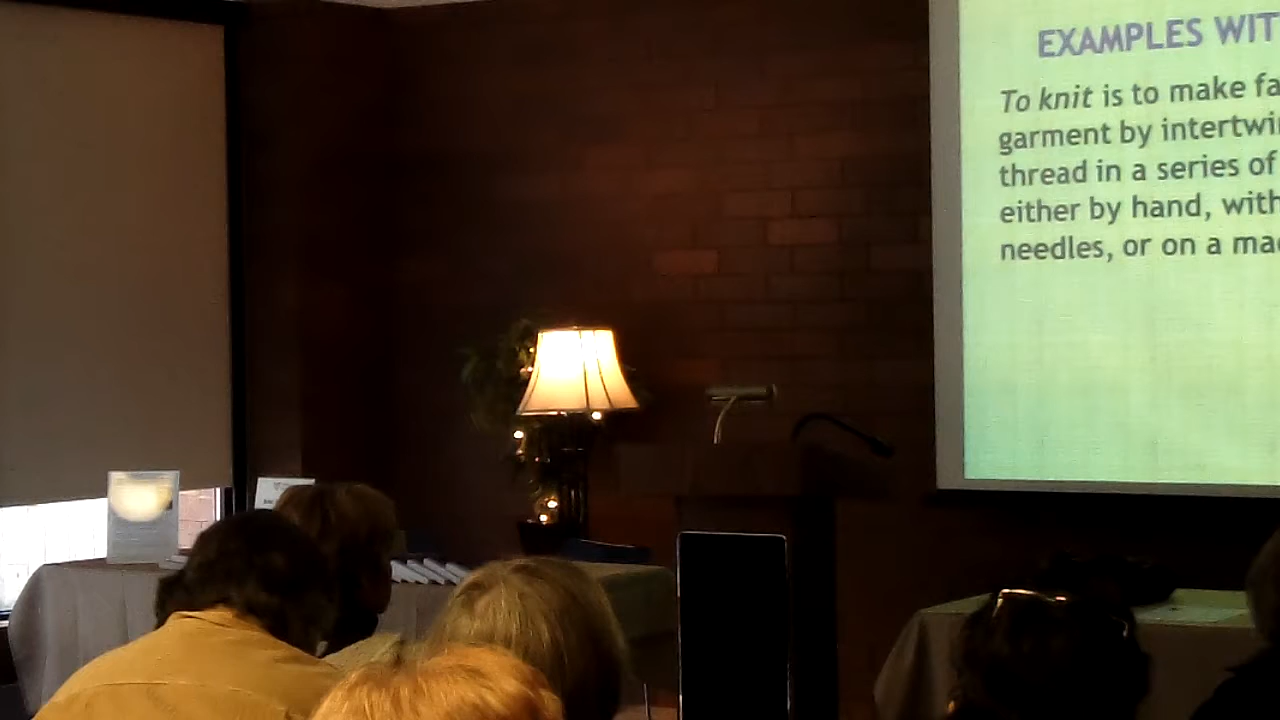 EXAMPLES WIT
To knit is to make fa
garment by intertwi
thread in a series of
either by hand, with
needles, or on a ma